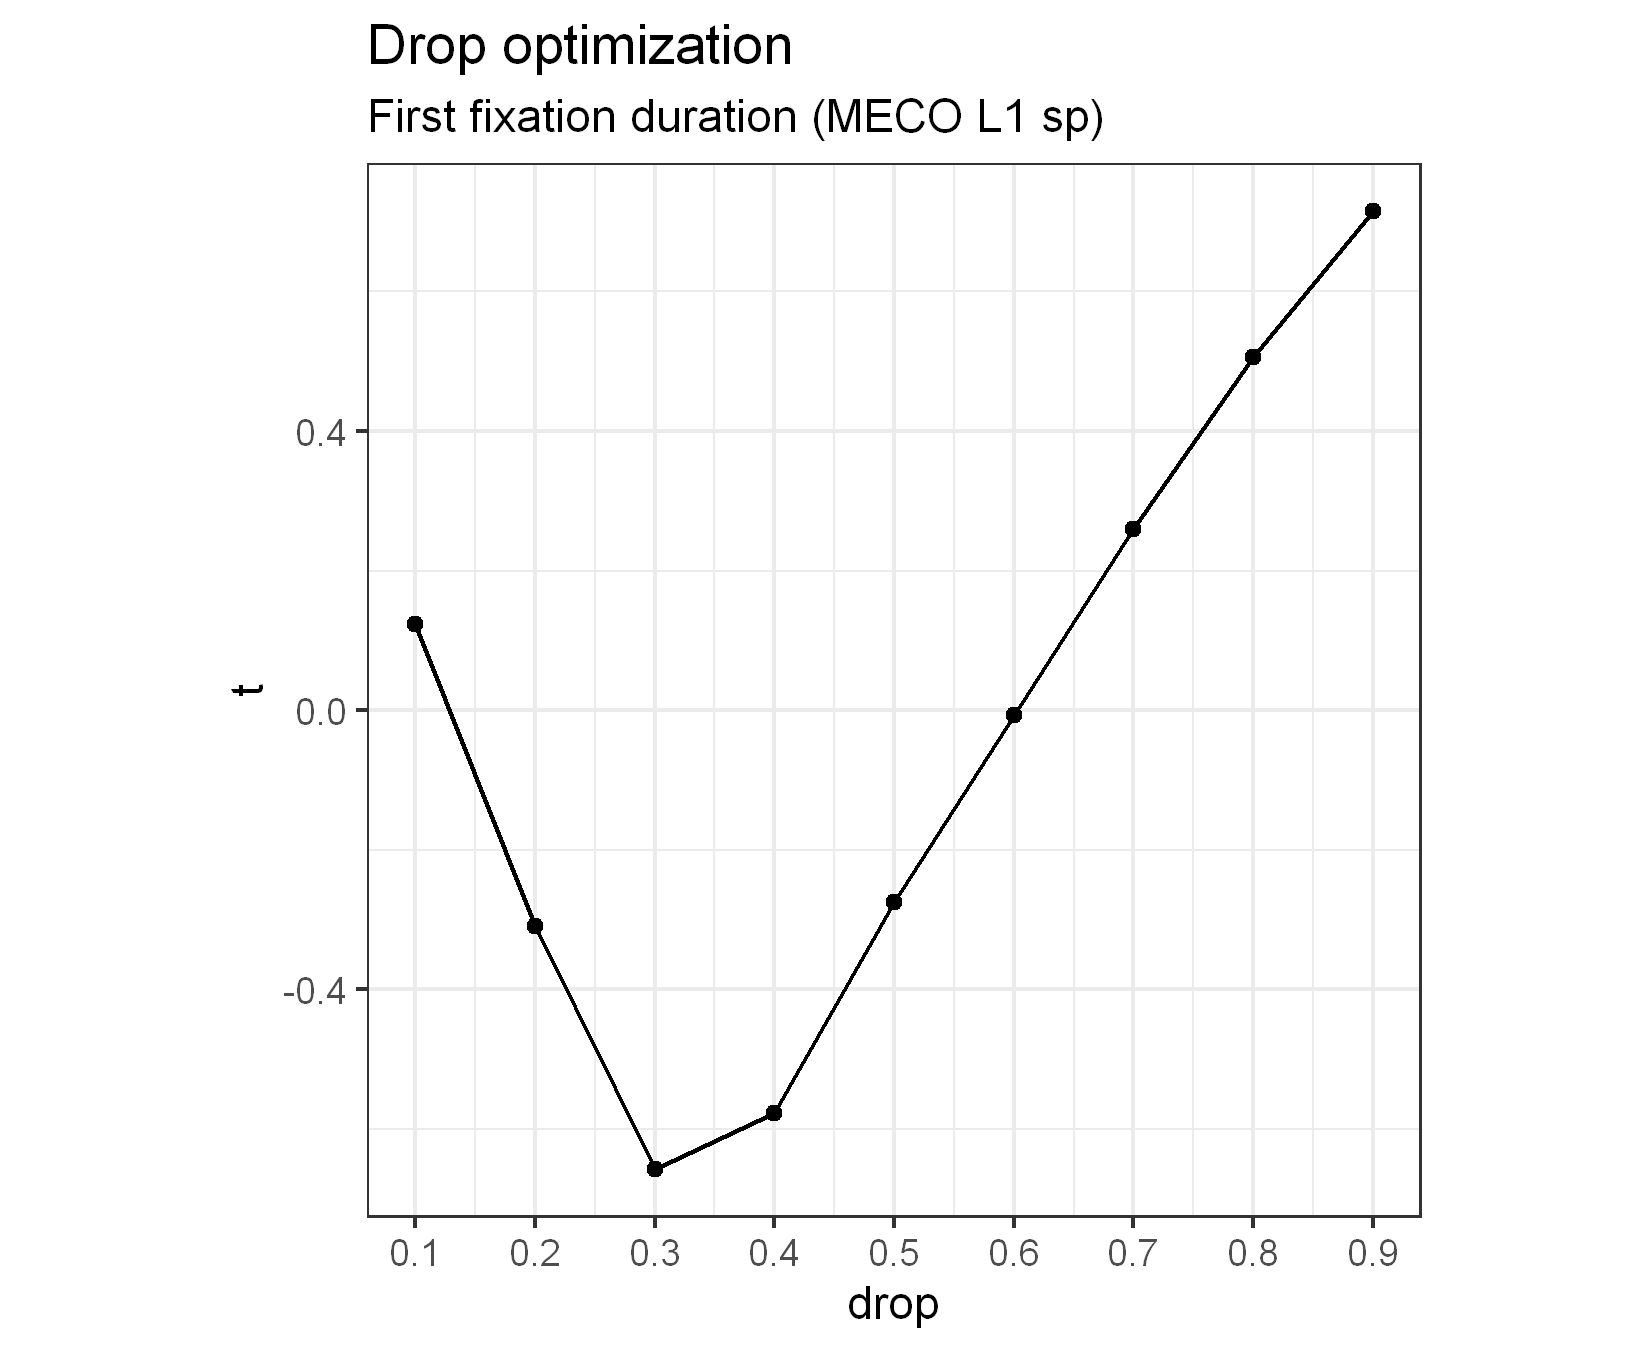 Drop optimization
First fixation duration (MECO L1 sp)
t
0.4
0.0
-0.4
0.1 0.2 0.3 0.4 0.5 0.6 0.7 0.8 0.9
drop